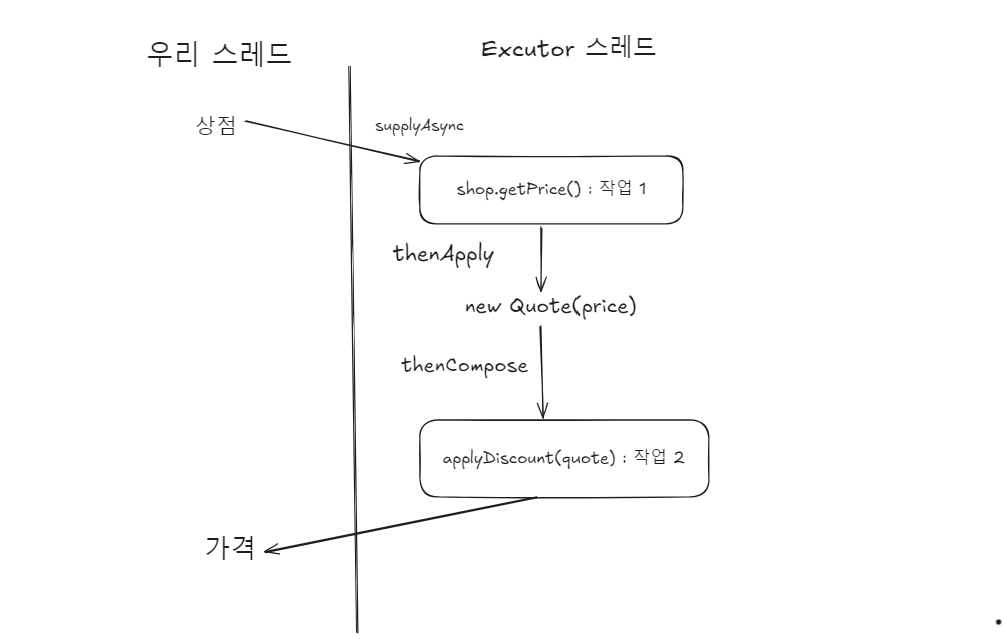 우리 스레드
Excutor 스레드
상점
supplyAsync
shop.getPrice() : 작업 1
thenApply
new Quote(price)
thenCompose
applyDiscount(quote) : 작업 2
가격